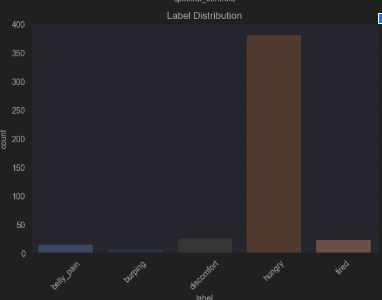 Label Distribution
400
350
300
250
200
150
100
50
0
count
belly_pain
burping
discomfort
hungry
tired
label